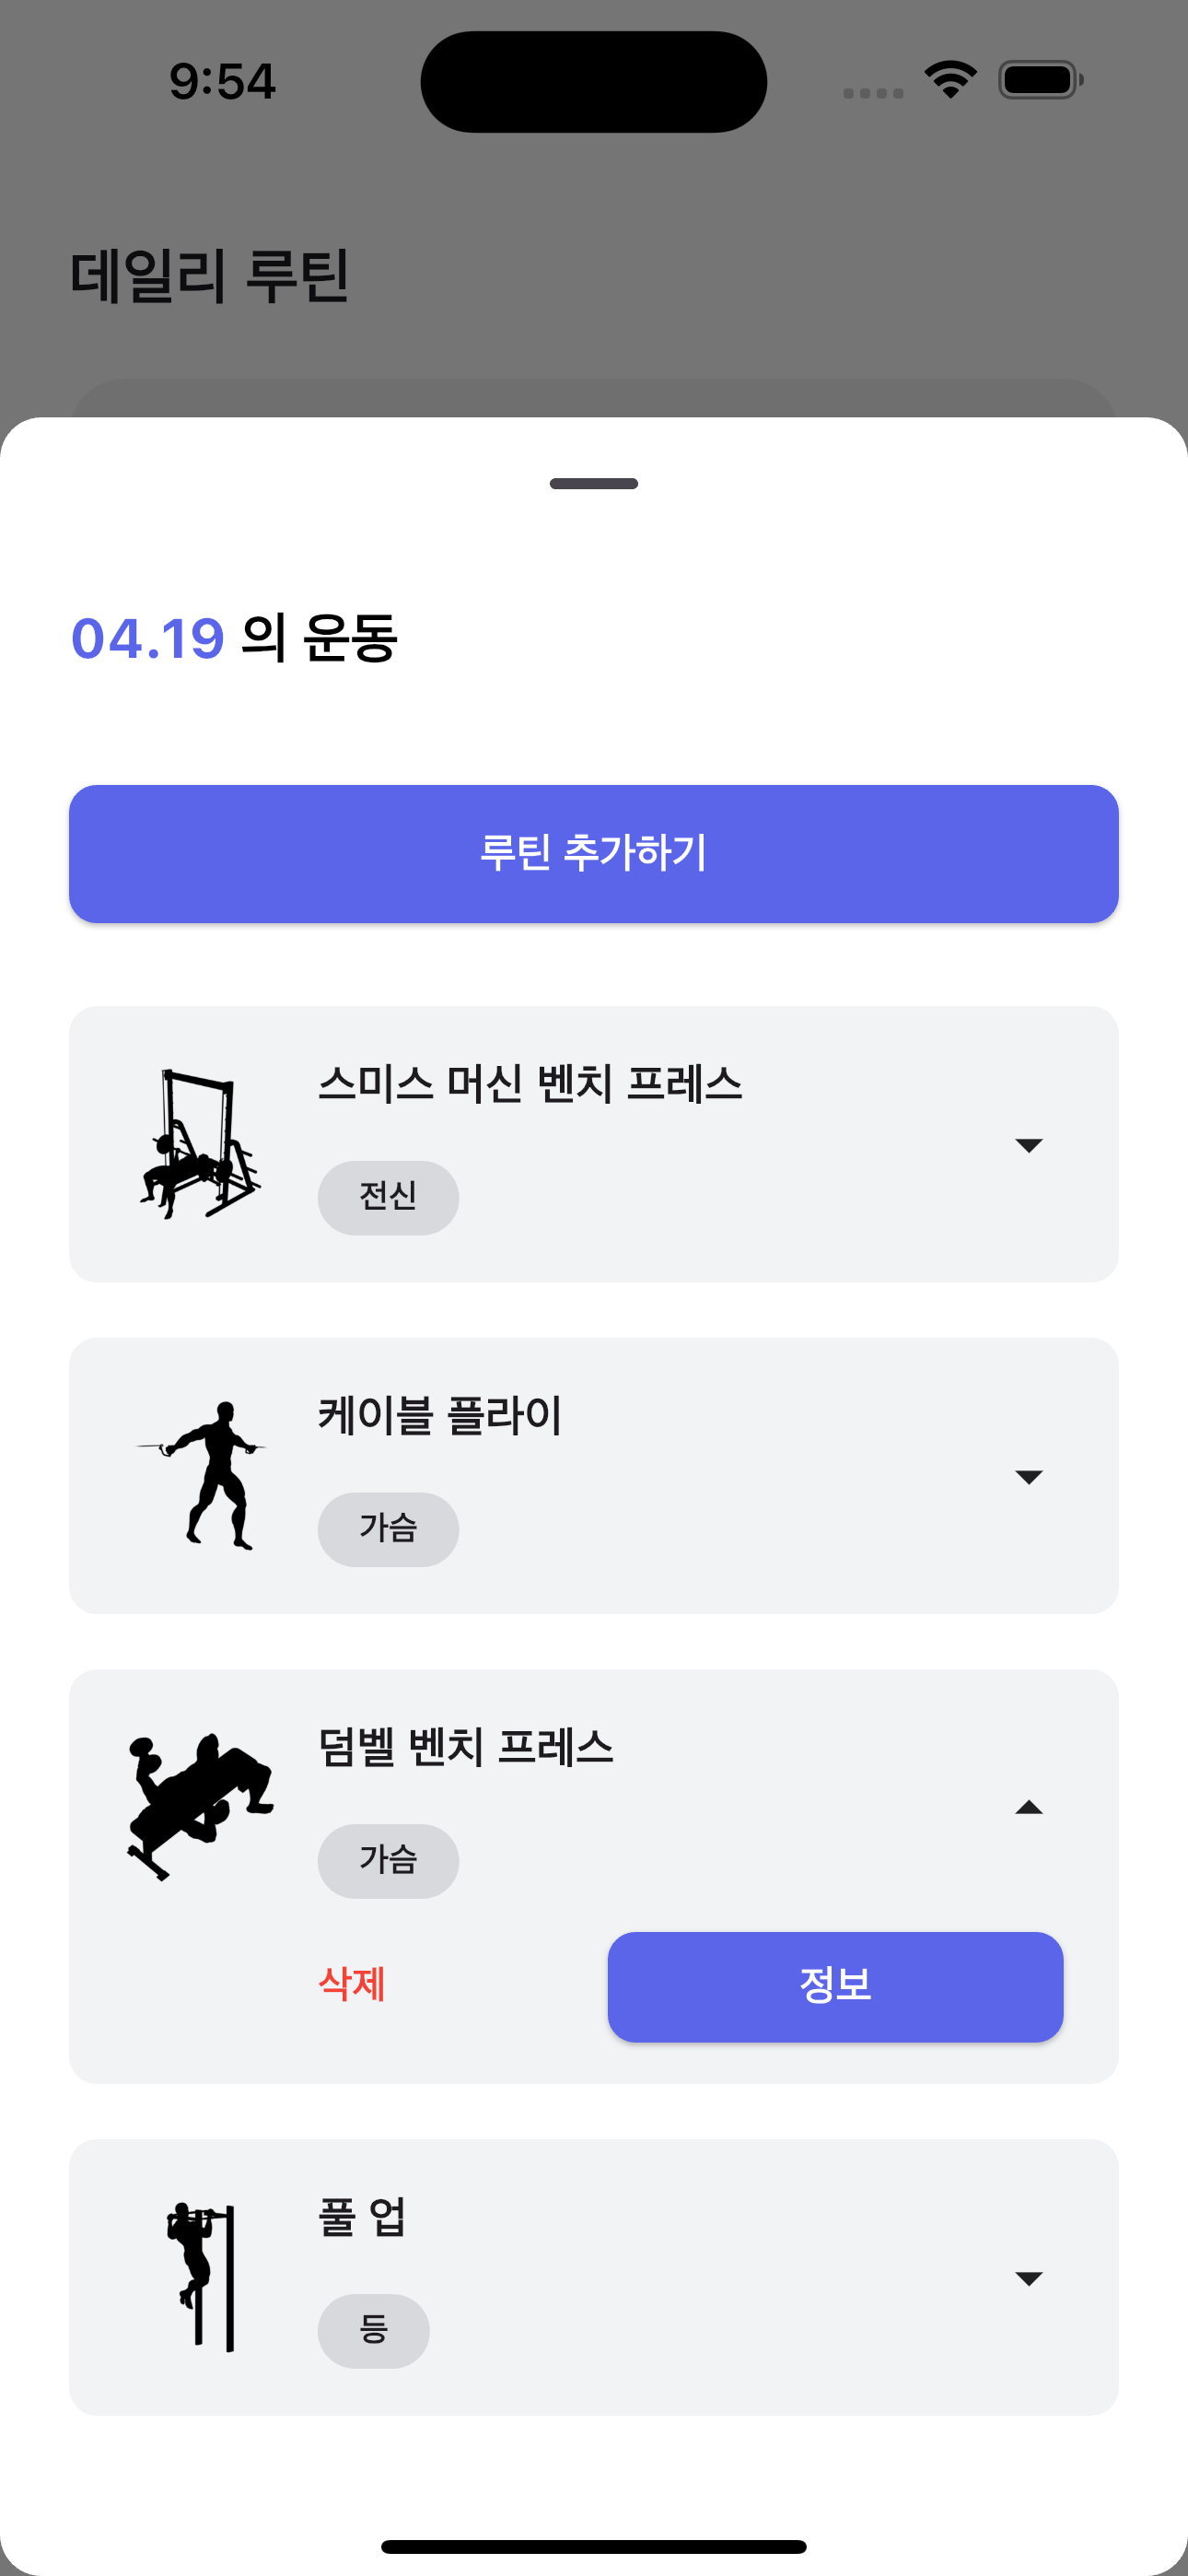 9:54
데일리 루틴
04.19 의 운동
루틴 추가하기
스미스 머신 벤치 프레스
전신
케이블 플라이
가슴
덤벨 벤치 프레스
가슴
삭제
정보
풀 업
등